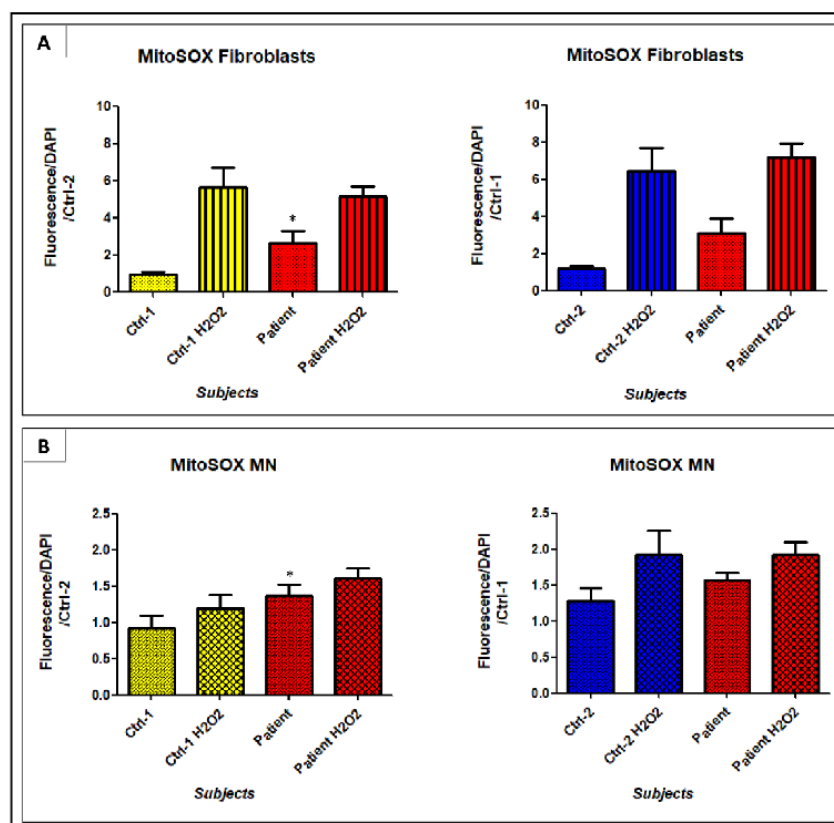 A
MitoSOX Fibroblasts
Fluorescence/DAPI
/Ctrl-2
10
8
6
4
2
0
*
Ctrl-1
Ctrl-1 H2O2
Patient
Patient H2O2
Subjects
MitoSOX Fibroblasts
Fluorescence/DAPI
/Ctrl-1
10
8
6
4
2
0
Ctrl-2
Ctrl-2 H2O2
Patient
Patient H2O2
Subjects
B
MitoSOX MN
Fluorescence/DAPI
/Ctrl-2
2.5
2.0
1.5
1.0
0.5
0.0
*
Ctrl-1
Ctrl-1 H2O2
Patient
Patient H2O2
Subjects
MitoSOX MN
Fluorescence/DAPI
/Ctrl-1
2.5
2.0
1.5
1.0
0.5
0.0
Ctrl-2
Ctrl-2 H2O2
Patient
Patient H2O2
Subjects